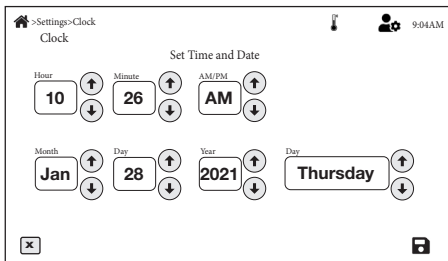 >Settings>Clock
9:04AM
Clock
Set Time and Date
Hour Minute AM/PM
10 26 AM
Month Day Year Day
Jan 28 2021 Thursday
x